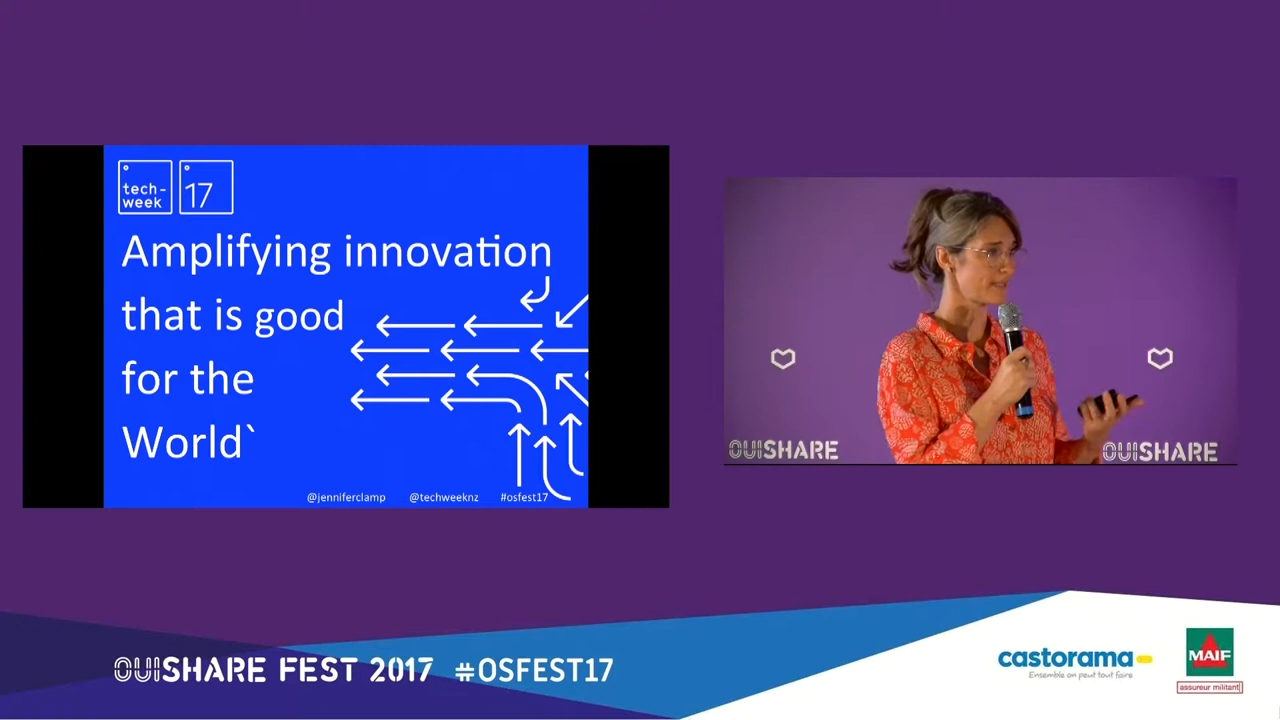 tech-
week
17
Amplifying innovation
that is good
for the
World`
@jenniferclamp @techweeknz #osfest17
OUISHARE
OUISHARE
OUISHARE FEST 2017 #OSFEST17
castorama
Ensemble on peut tout faire
MAIF
assureur militant